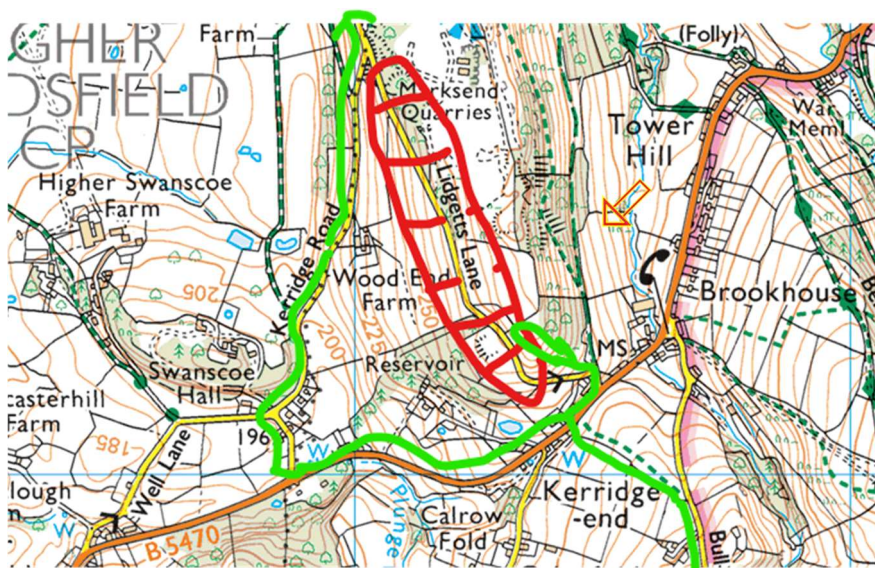 GHER
DSFIELD
CP
Farm
(Folly)
Marksend
Quarries
War
Meml
Tower
Hill
Higher Swanscoe
Farm
Lidgetts Lane
Kerridge Road
Wood End
Farm
205
200
225
250
Brookhouse
MS
Reservoir
Swanscoe
Hall
casterhill
Farm
185
196
W
Well Lane
W
Kerridge
-end
lough
m
W
B 5470
Plunge
Calrow
Fold
Bull